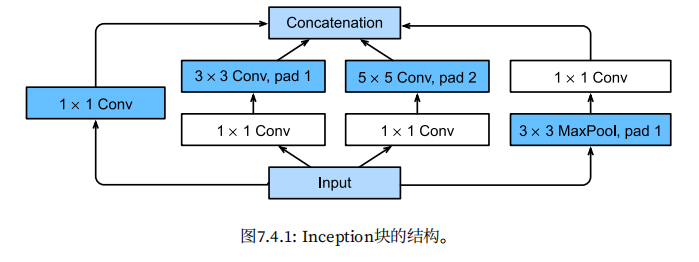 Concatenation
3 × 3 Conv, pad 1
5 × 5 Conv, pad 2
1 × 1 Conv
1 × 1 Conv
1 × 1 Conv
1 × 1 Conv
3 × 3 MaxPool, pad 1
Input
图7.4.1: Inception块的结构。